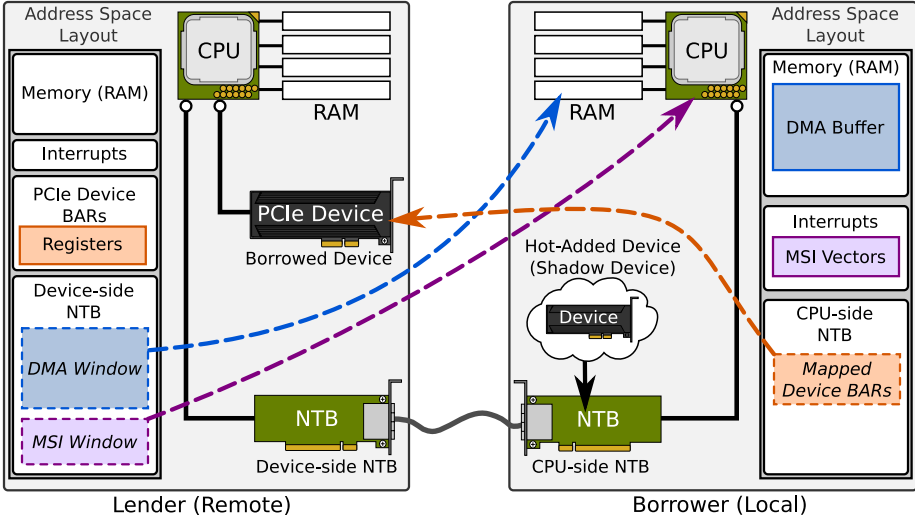 Address Space
Layout
Memory (RAM)
Interrupts
PCIe Device
BARs
Registers
Device-side
NTB
DMA Window
MSI Window
CPU
RAM
PCIe Device
Borrowed Device
NTB
Device-side NTB
Lender (Remote)
CPU
RAM
Hot-Added Device
(Shadow Device)
Device
NTB
CPU-side NTB
Address Space
Layout
Memory (RAM)
DMA Buffer
Interrupts
MSI Vectors
CPU-side
NTB
Mapped
Device BARs
Borrower (Local)